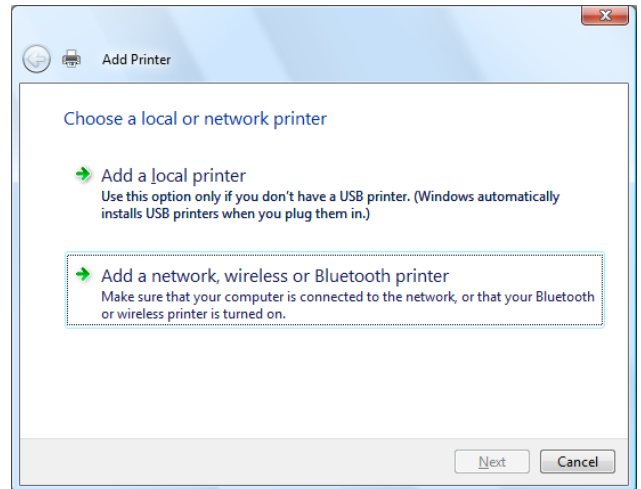 Add Printer
Choose a local or network printer
Add a local printer
Use this option only if you don't have a USB printer. (Windows automatically
installs USB printers when you plug them in.)
Add a network, wireless or Bluetooth printer
Make sure that your computer is connected to the network, or that your Bluetooth
or wireless printer is turned on.
Next
Cancel